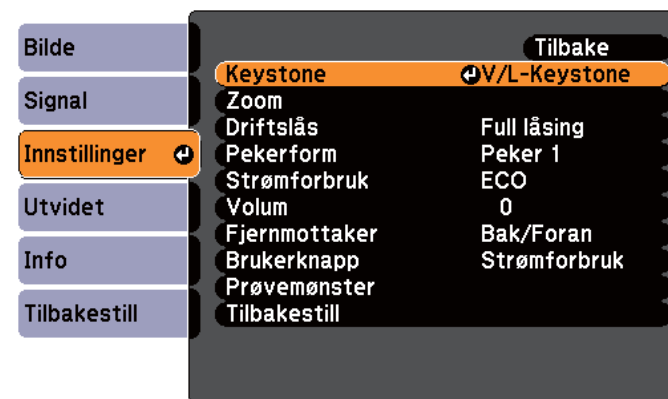 Bilde
Signal
Innstillinger
Utvidet
Info
Tilbakestill
Tilbake
Keystone V/L-Keystone
Zoom
Driftslås Full låsing
Pekerform Peker 1
Strømforbruk ECO
Volum 0
Fjernmottaker Bak/Foran
Brukerknapp Strømforbruk
Prøvemønster
Tilbakestill